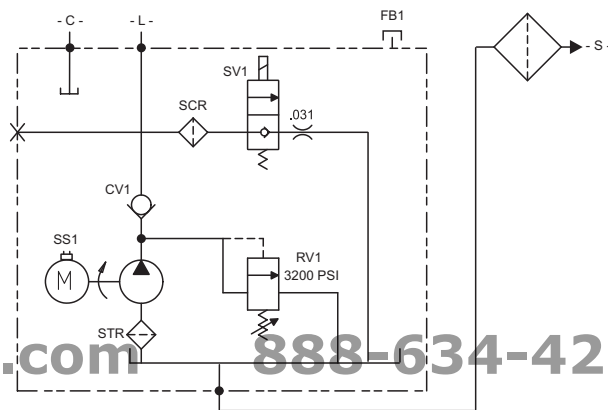 - C -
- L -
FB1
- S -
SV1
SCR
.031
CV1
SS1
M
RV1
3200 PSI
STR
.com 888-634-42